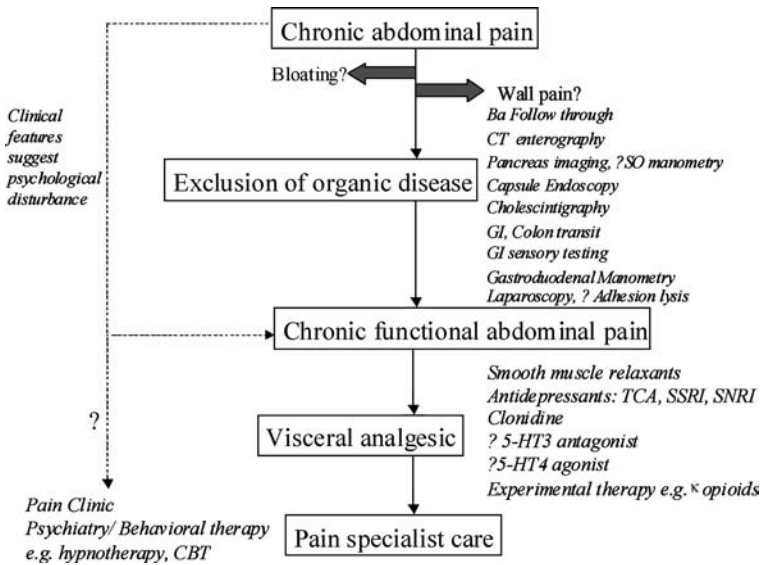 Chronic abdominal pain
Bloating?
Wall pain?
Clinical
features
suggest
psychological
disturbance
Ba Follow through
CT enterography
Pancreas imaging, ?SO manometry
Exclusion of organic disease
Capsule Endoscopy
Cholescintigraphy
GI, Colon transit
GI sensory testing
Gastroduodenal Manometry
Laparoscopy, ? Adhesion lysis
Chronic functional abdominal pain
Smooth muscle relaxants
Antidepressants: TCA, SSRI, SNRI
Clonidine
? 5-HT3 antagonist
?5-HT4 agonist
Experimental therapy e.g. κ opioids
Visceral analgesic
?
Pain Clinic
Psychiatry/ Behavioral therapy
e.g. hypnotherapy, CBT
Pain specialist care